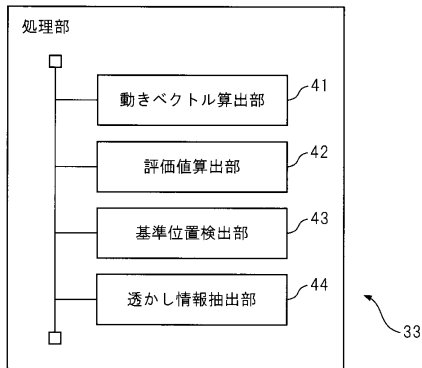 処理部
動きベクトル算出部
41
評価値算出部
42
基準位置検出部
43
透かし情報抽出部
44
33